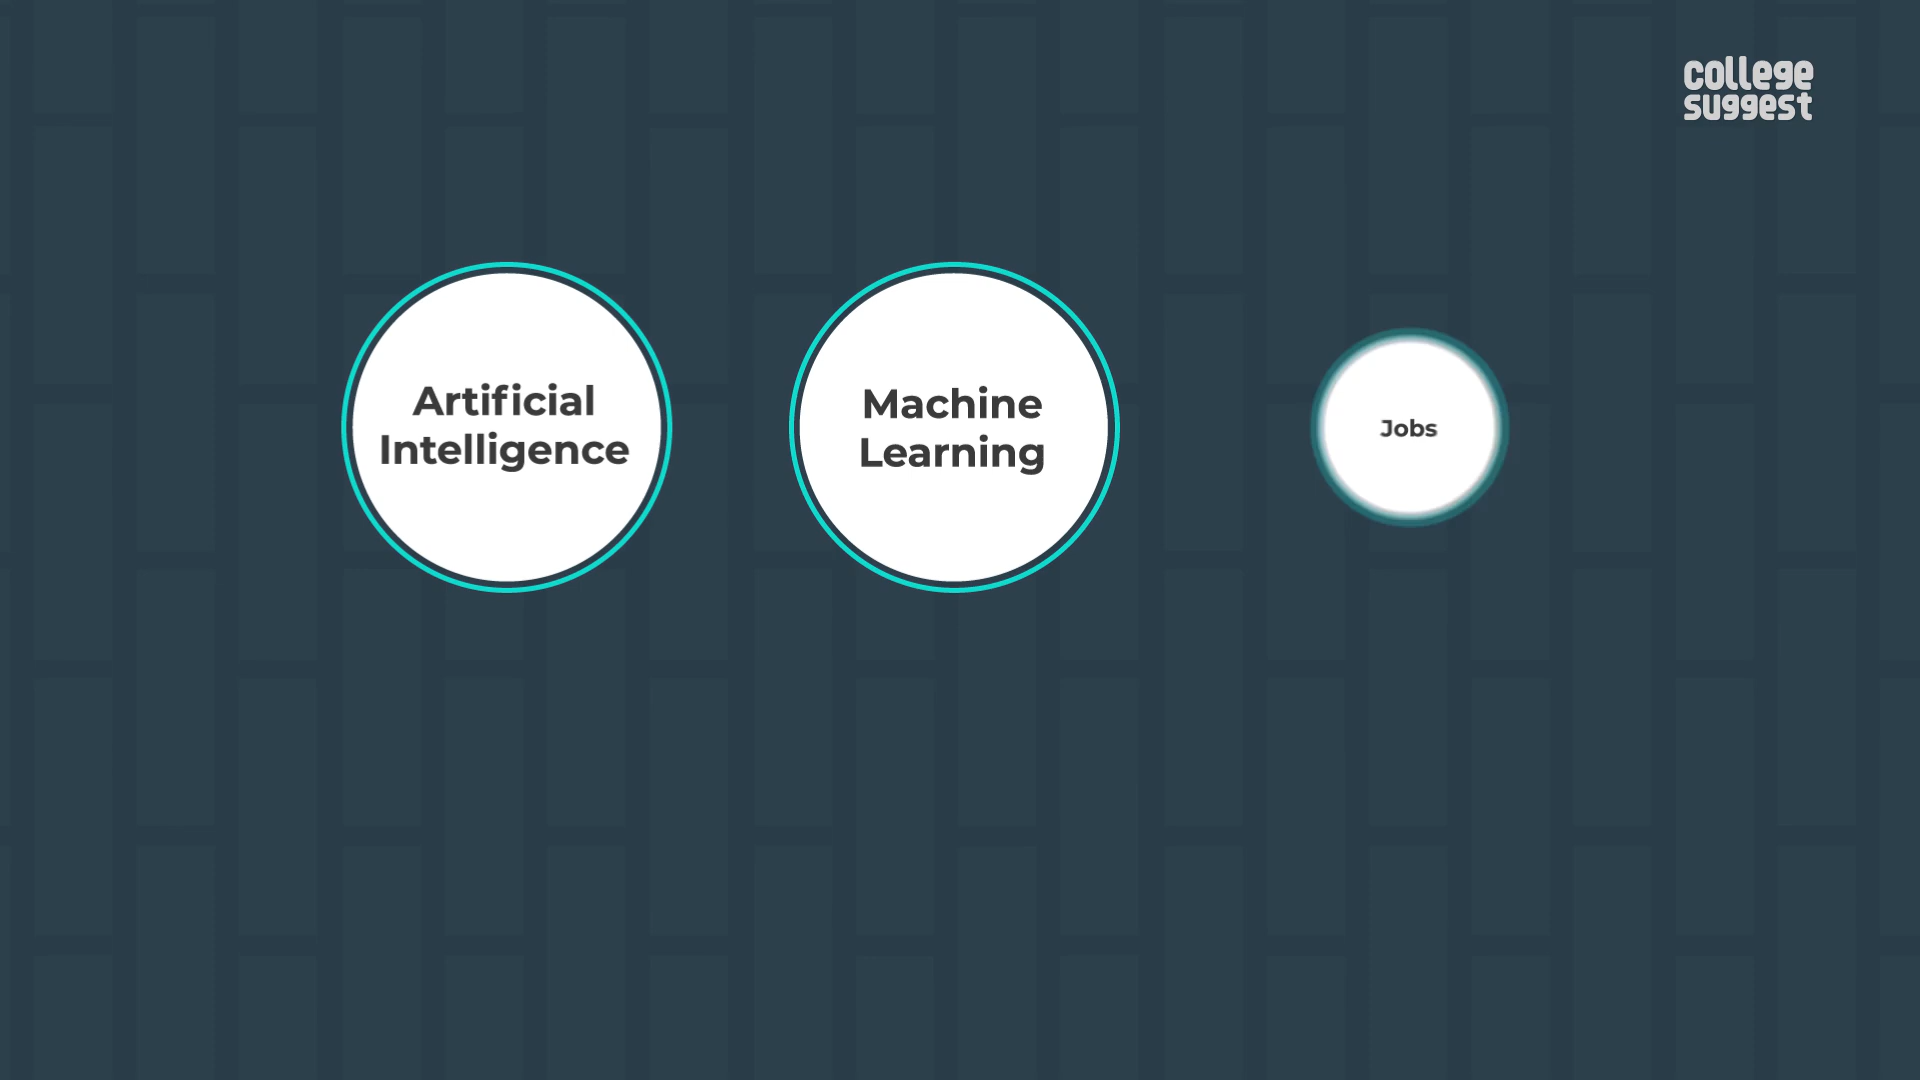 college
suggest
Artificial
Intelligence
Machine
Learning
Jobs